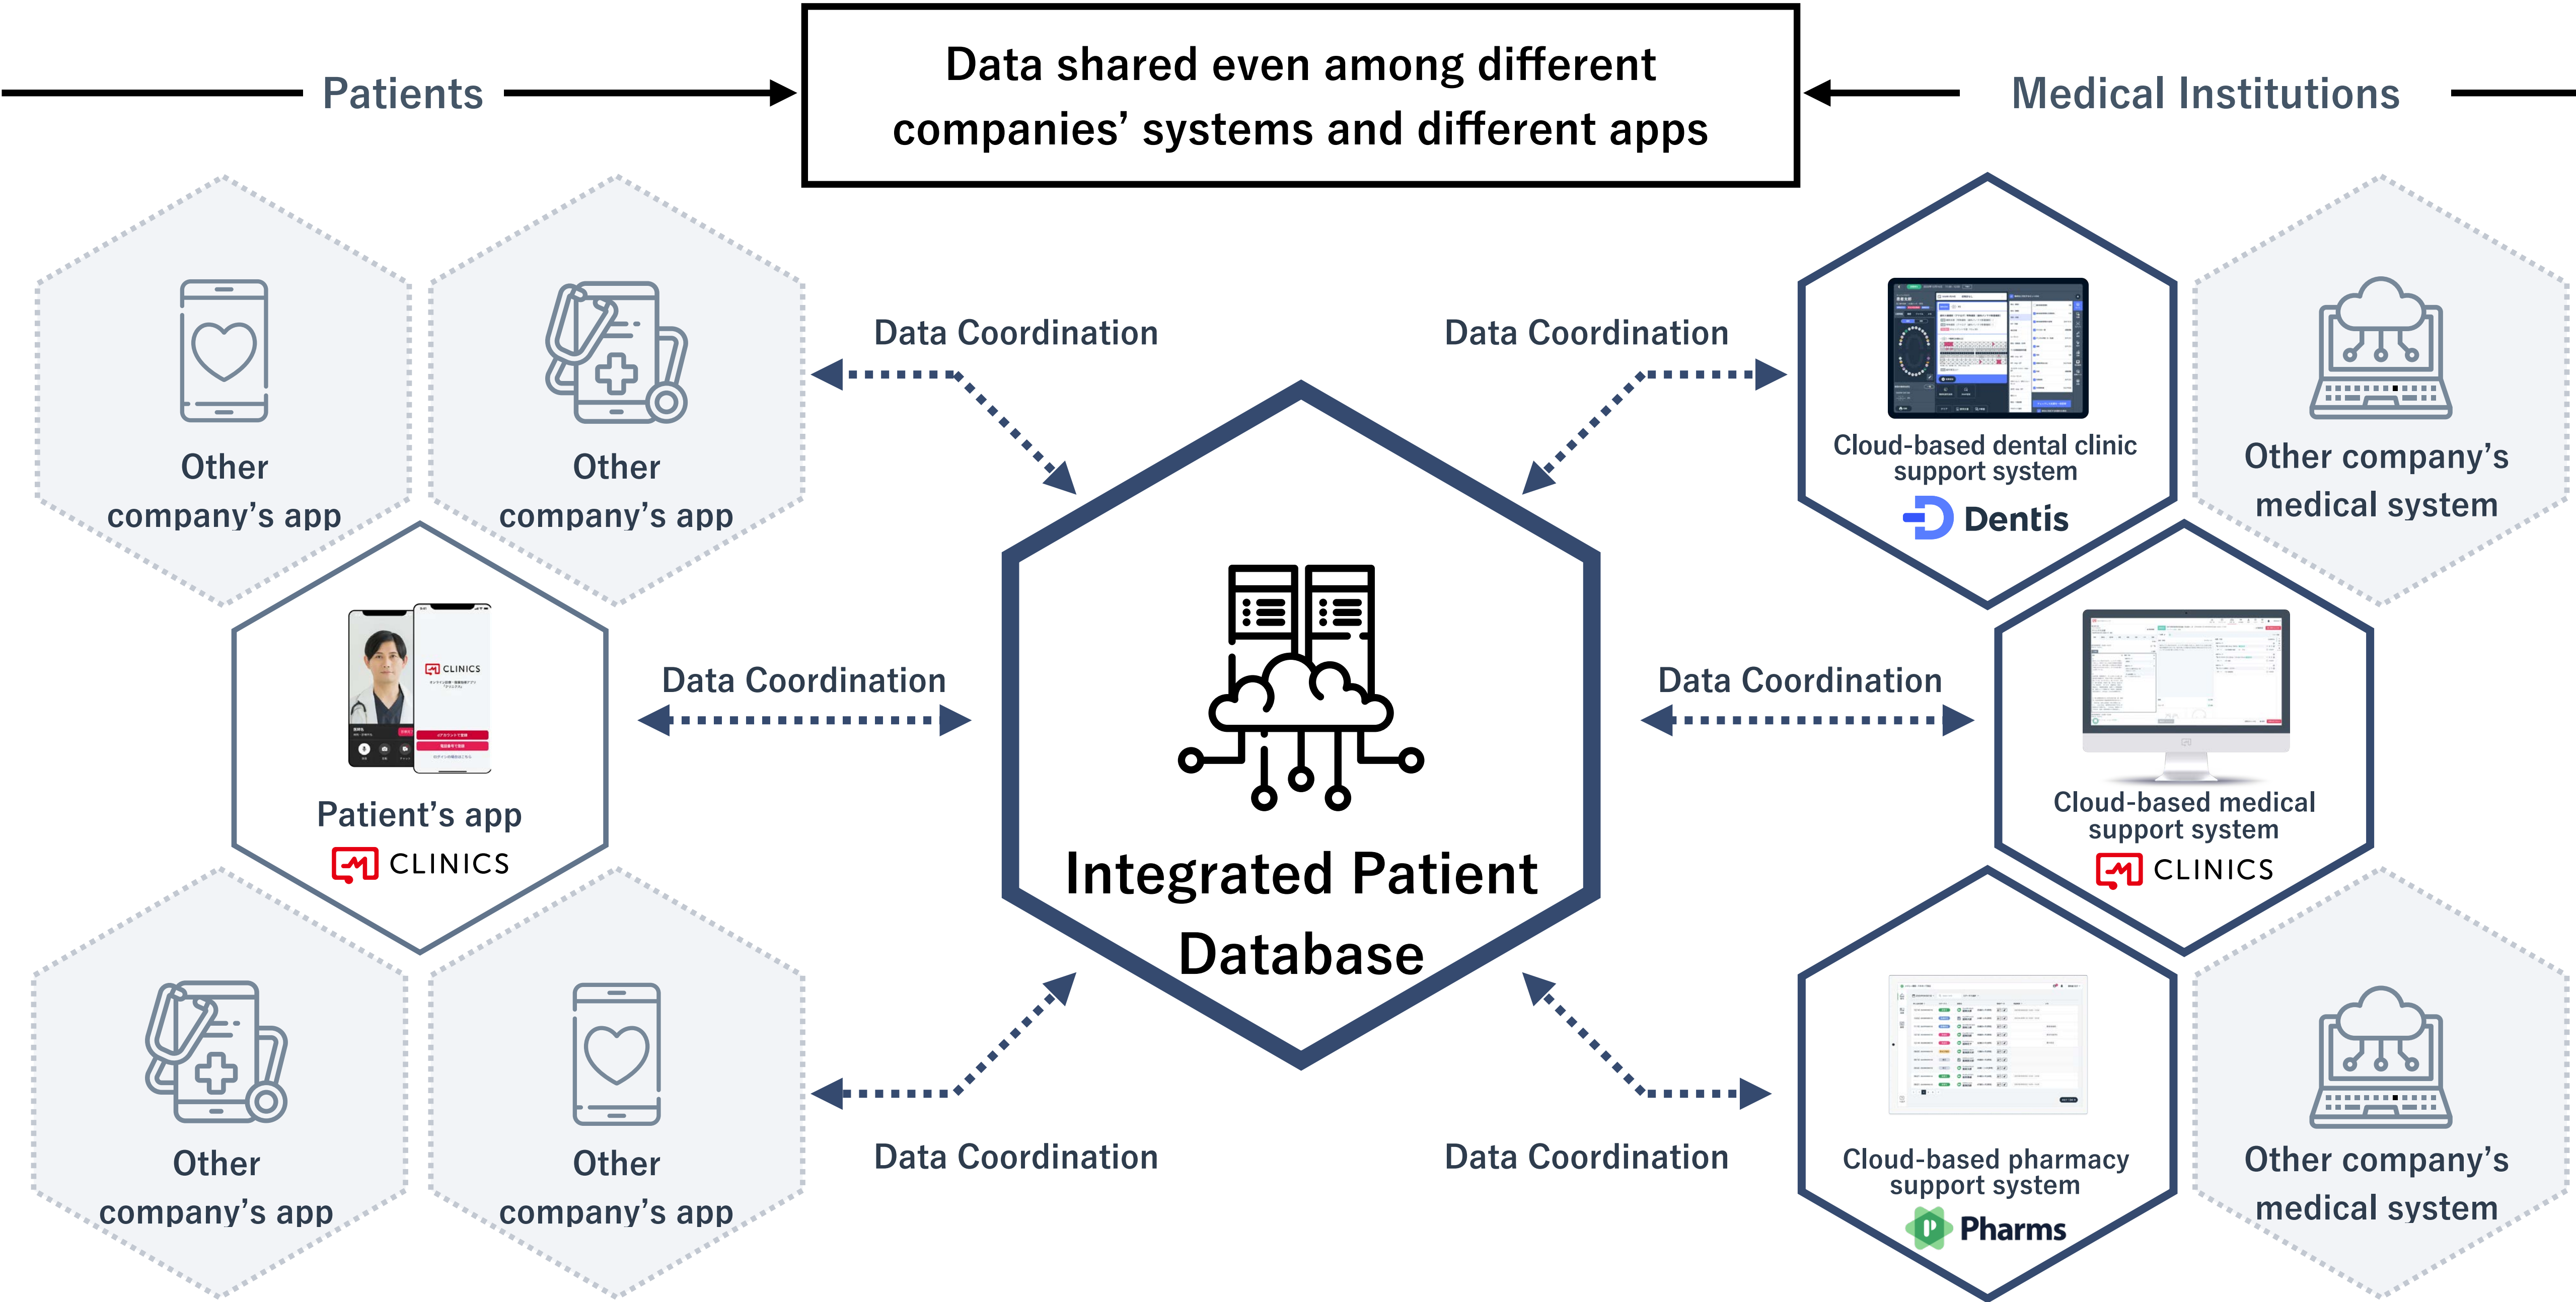 Patients
Data shared even among different
companies’ systems and different apps
Medical Institutions
Other
company’s app
Other
company’s app
Data Coordination
Data Coordination
Cloud-based dental clinic
support system
Dentis
Other company’s
medical system
CLINICS
Patient’s app
CLINICS
Data Coordination
Integrated Patient
Database
Data Coordination
Cloud-based medical
support system
CLINICS
Other
company’s app
Other
company’s app
Data Coordination
Data Coordination
Cloud-based pharmacy
support system
Pharms
Other company’s
medical system